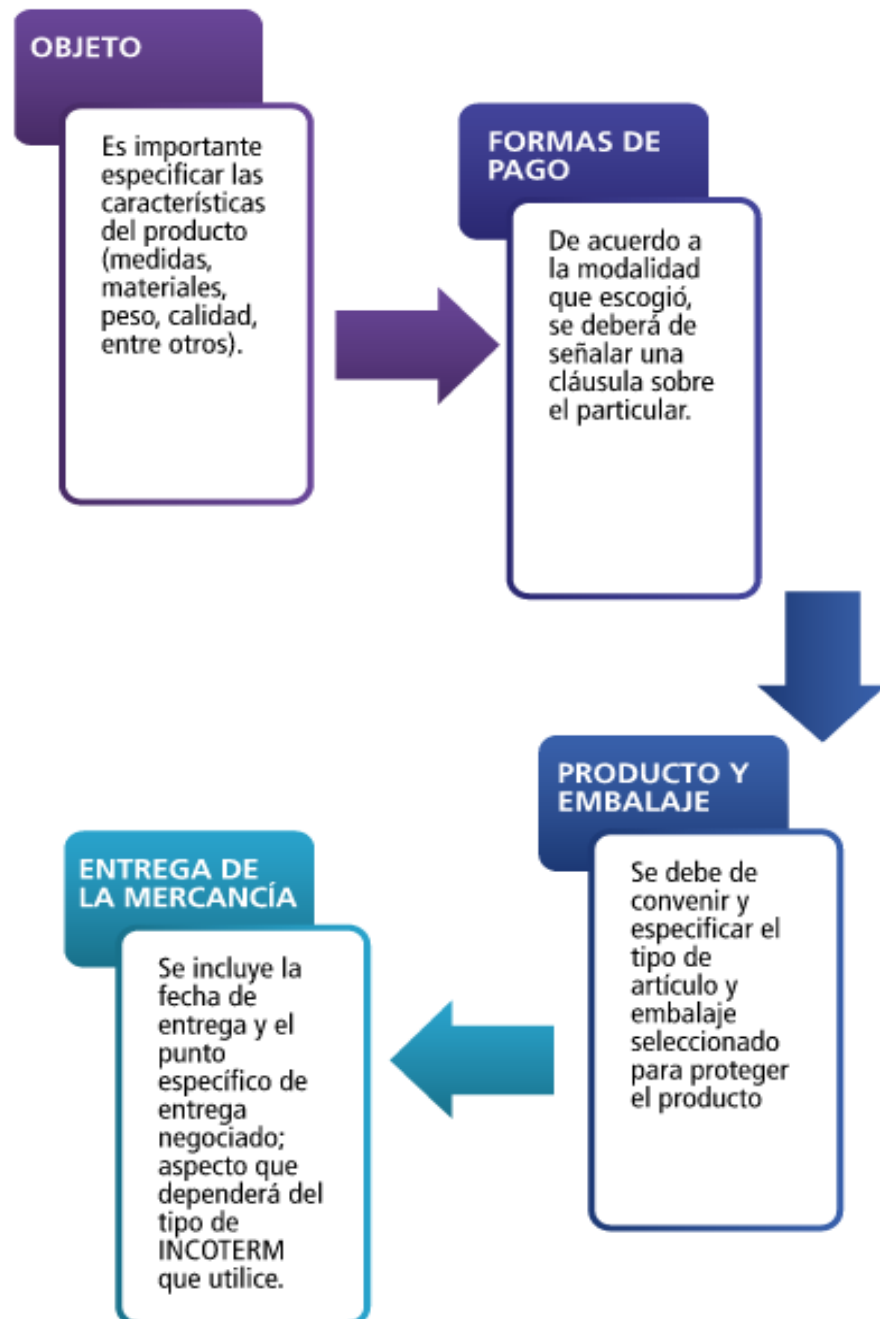 OBJETO
Es importante
especificar las
características
del producto
(medidas,
materiales,
peso, calidad,
entre otros).
FORMAS DE
PAGO
De acuerdo a
la modalidad
que escogió,
se deberá de
señalar una
cláusula sobre
el particular.
PRODUCTO Y
EMBALAJE
Se debe de
convenir y
especificar el
tipo de
artículo y
embalaje
seleccionado
para proteger
el producto
ENTREGA DE
LA MERCANCÍA
Se incluye la
fecha de
entrega y el
punto
específico de
entrega
negociado;
aspecto que
dependerá del
tipo de
INCOTERM
que utilice.